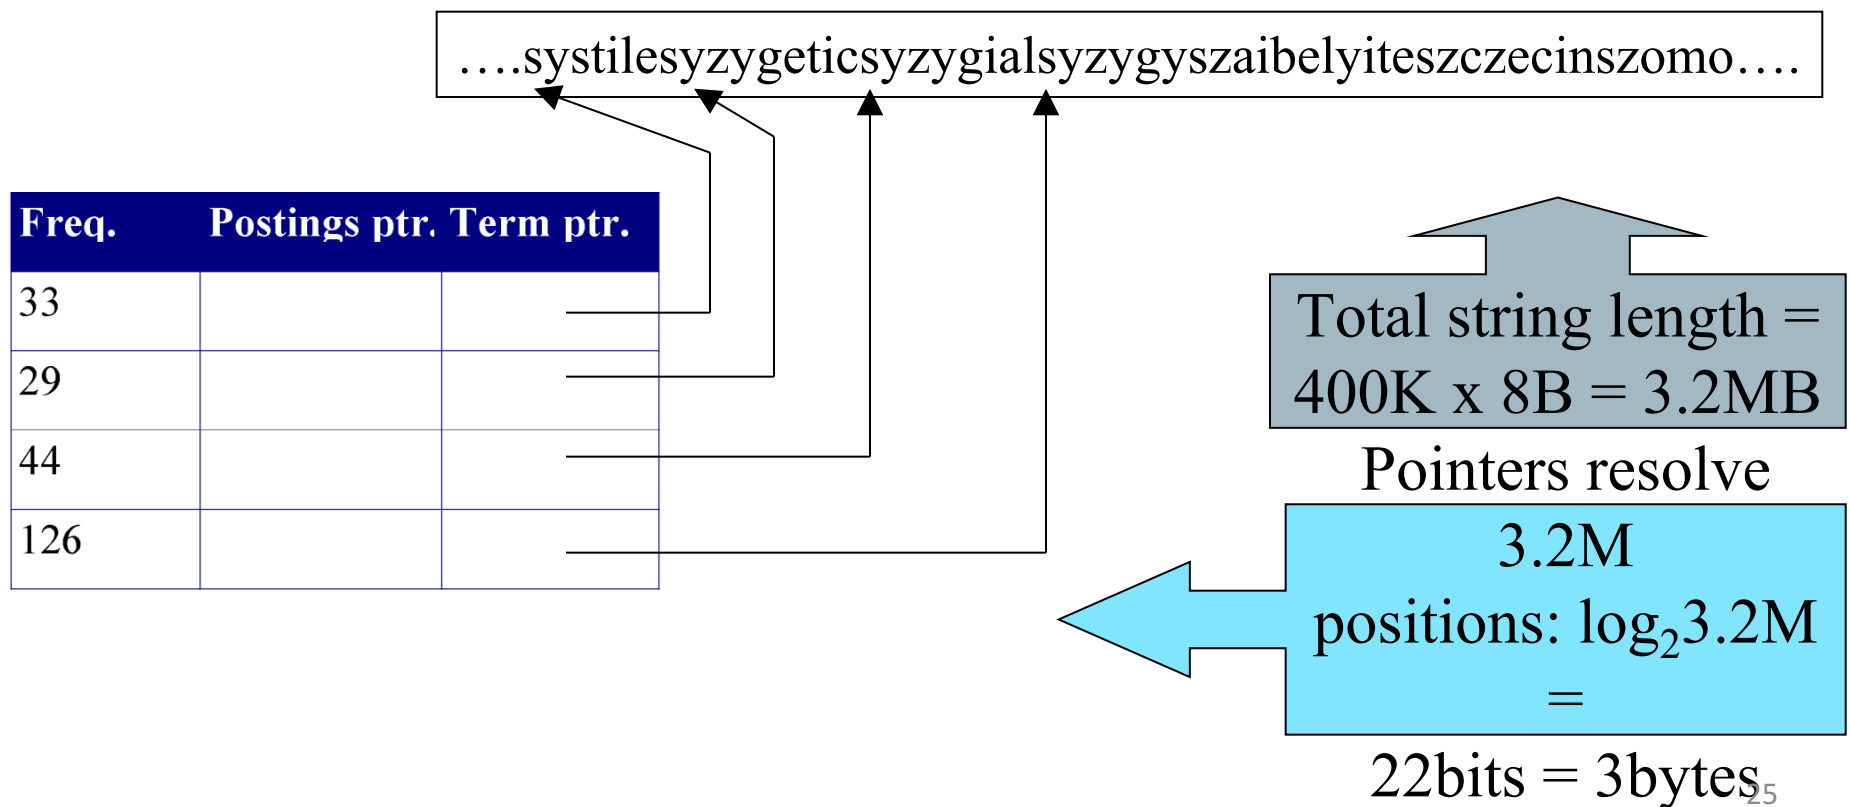 ….systilesyzygeticsyzygialsyzygyszaibelyiteszczecinszomo….
Freq. Postings ptr. Term ptr.
33
29
44
126
Total string length =
400K x 8B = 3.2MB
Pointers resolve
3.2M
positions: log₂3.2M
=
22bits = 3bytes
25